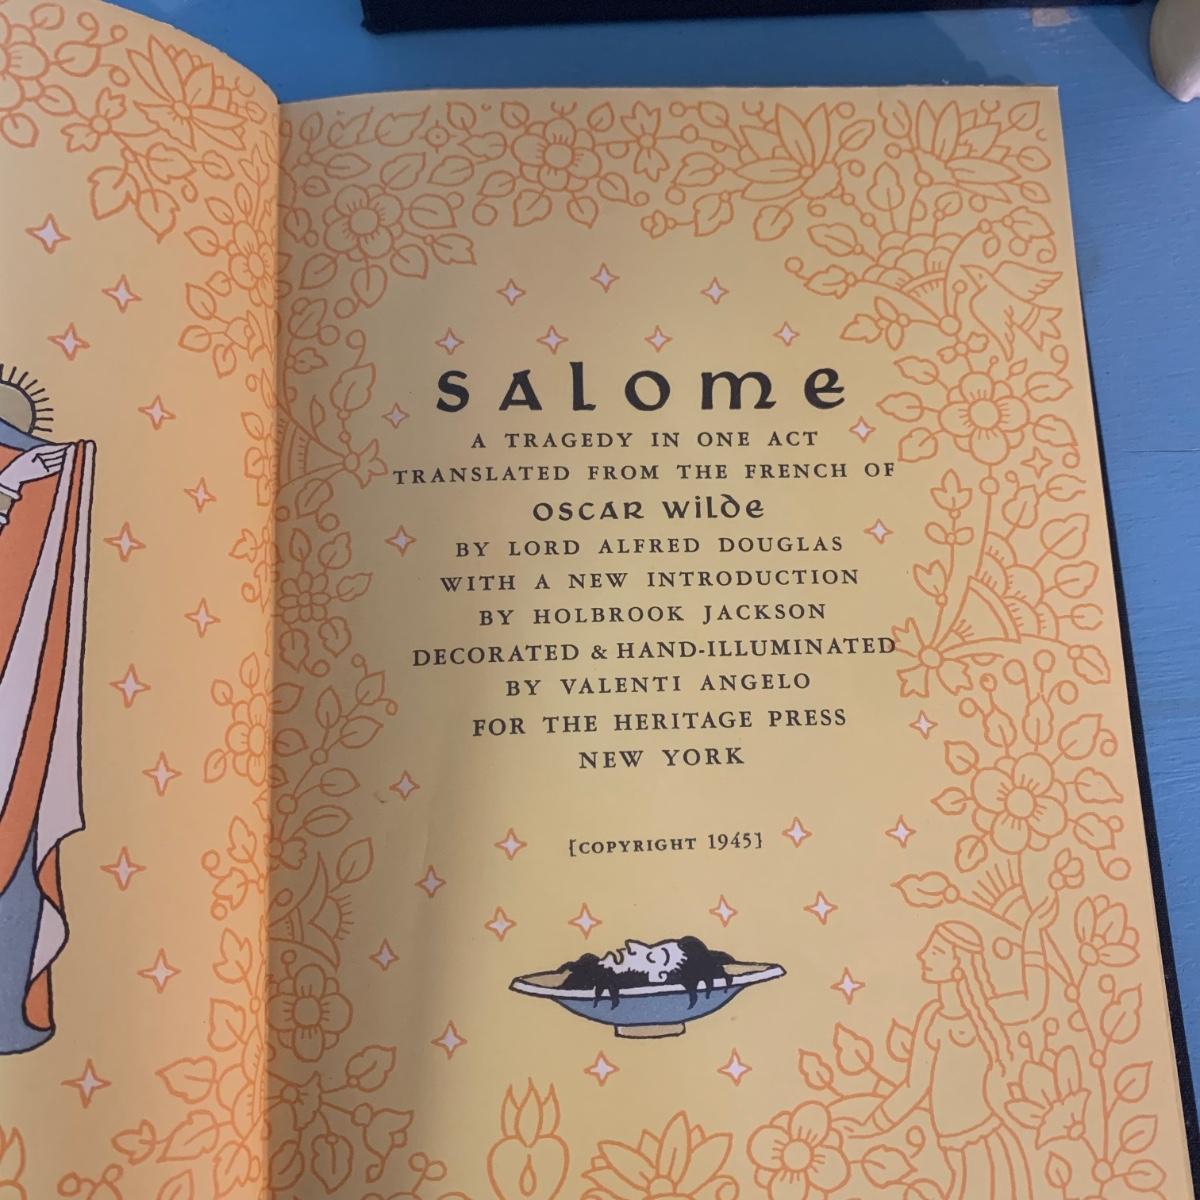 SALOME
A TRAGEDY IN ONE ACT
TRANSLATED FROM THE FRENCH OF
OSCAR WILDE
BY LORD ALFRED DOUGLAS
WITH A NEW INTRODUCTION
BY HOLBROOK JACKSON
DECORATED & HAND-ILLUMINATED
BY VALENTI ANGELO
FOR THE HERITAGE PRESS
NEW YORK
[COPYRIGHT 1945]